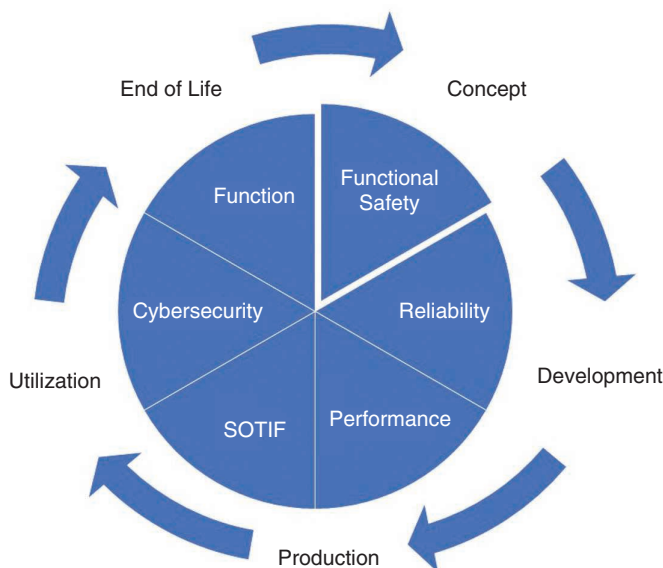 End of Life
Concept
Function
Functional
Safety
Cybersecurity
Reliability
Utilization
Development
SOTIF
Performance
Production